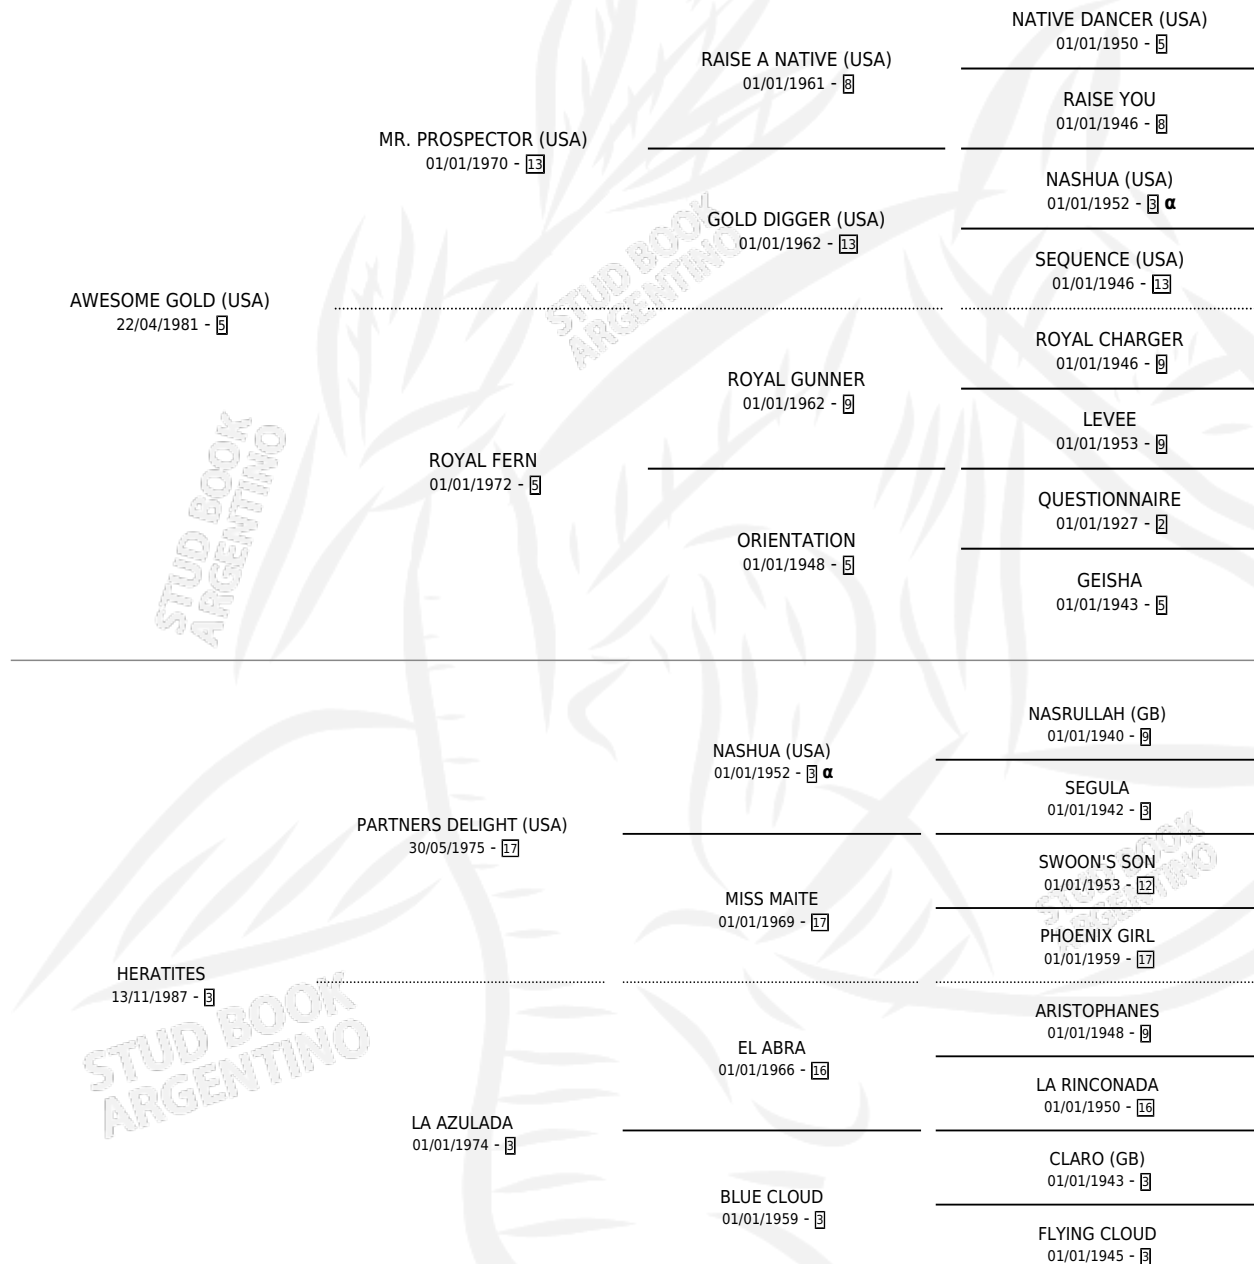 NATIVE DANCER (USA)
01/01/1950 - 5
RAISE A NATIVE (USA)
01/01/1961 - 8
RAISE YOU
01/01/1946 - 8
MR. PROSPECTOR (USA)
01/01/1970 - 13
NASHUA (USA)
01/01/1952 - 3 α
GOLD DIGGER (USA)
01/01/1962 - 13
SEQUENCE (USA)
01/01/1946 - 13
STUD BOOK
ARGENTINO
AWESOME GOLD (USA)
22/04/1981 - 5
ROYAL CHARGER
01/01/1946 - 9
ROYAL GUNNER
01/01/1962 - 9
LEVEE
01/01/1953 - 9
ROYAL FERN
01/01/1972 - 5
QUESTIONNAIRE
01/01/1927 - 2
ORIENTATION
01/01/1948 - 5
GEISHA
01/01/1943 - 5
STUD BOOK
ARGENTINO
NASRULLAH (GB)
01/01/1940 - 9
NASHUA (USA)
01/01/1952 - 3 α
SEGULA
01/01/1942 - 3
PARTNERS DELIGHT (USA)
30/05/1975 - 17
SWOON'S SON
01/01/1953 - 12
MISS MAITE
01/01/1969 - 17
PHOENIX GIRL
01/01/1959 - 17
STUD BOOK
ARGENTINO
HERATITES
13/11/1987 - 3
ARISTOPHANES
01/01/1948 - 9
EL ABRA
01/01/1966 - 16
LA RINCONADA
01/01/1950 - 16
STUD BOOK
ARGENTINO
LA AZULADA
01/01/1974 - 3
CLARO (GB)
01/01/1943 - 3
BLUE CLOUD
01/01/1959 - 3
FLYING CLOUD
01/01/1945 - 3